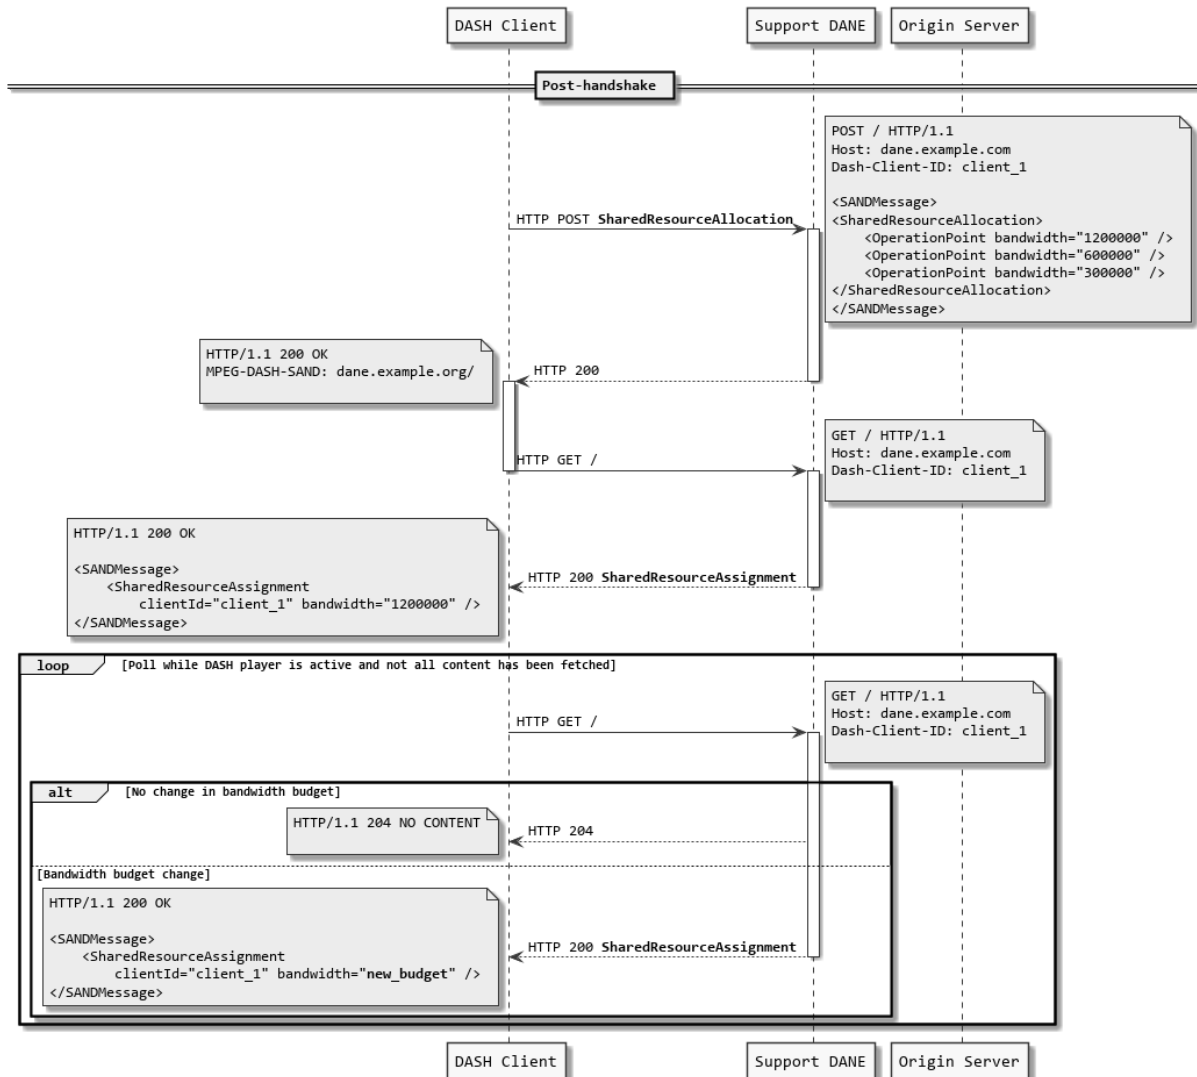 DASH Client
Support DANE
Origin Server
Post-handshake
POST / HTTP/1.1
Host: dane.example.com
Dash-Client-ID: client_1
<SANDMessage>
<SharedResourceAllocation>
<OperationPoint bandwidth="1200000" />
<OperationPoint bandwidth="600000" />
<OperationPoint bandwidth="300000" />
</SharedResourceAllocation>
</SANDMessage>
HTTP POST SharedResourceAllocation
HTTP/1.1 200 OK
MPEG-DASH-SAND: dane.example.org/
HTTP 200
GET / HTTP/1.1
Host: dane.example.com
Dash-Client-ID: client_1
HTTP GET /
HTTP/1.1 200 OK
<SANDMessage>
<SharedResourceAssignment
clientId="client_1" bandwidth="1200000" />
</SANDMessage>
HTTP 200 SharedResourceAssignment
loop
[Poll while DASH player is active and not all content has been fetched]
GET / HTTP/1.1
Host: dane.example.com
Dash-Client-ID: client_1
HTTP GET /
alt
[No change in bandwidth budget]
HTTP/1.1 204 NO CONTENT
HTTP 204
[Bandwidth budget change]
HTTP/1.1 200 OK
<SANDMessage>
<SharedResourceAssignment
clientId="client_1" bandwidth="new_budget" />
</SANDMessage>
HTTP 200 SharedResourceAssignment
DASH Client
Support DANE
Origin Server